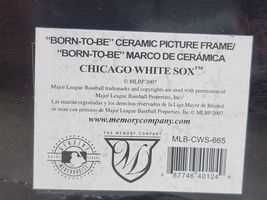 "BORN-TO-BE" CERAMIC PICTURE FRAME/
"BORN-TO-BE" MARCO DE CERÁMICA
CHICAGO WHITE SOX™
© MLBP 2007
Major League Baseball trademarks and copyrights are used with permission of
Major League Baseball Properties, Inc./
Las marcas registradas y los derechos reservados de la Liga Mayor de Béisbol
se usan con el permiso de Major League Baseball Properties, Inc. © MLBP 2007.
www.memorycompany.com
THE MEMORY COMPANY
MLB-CWS-665
87746 40124